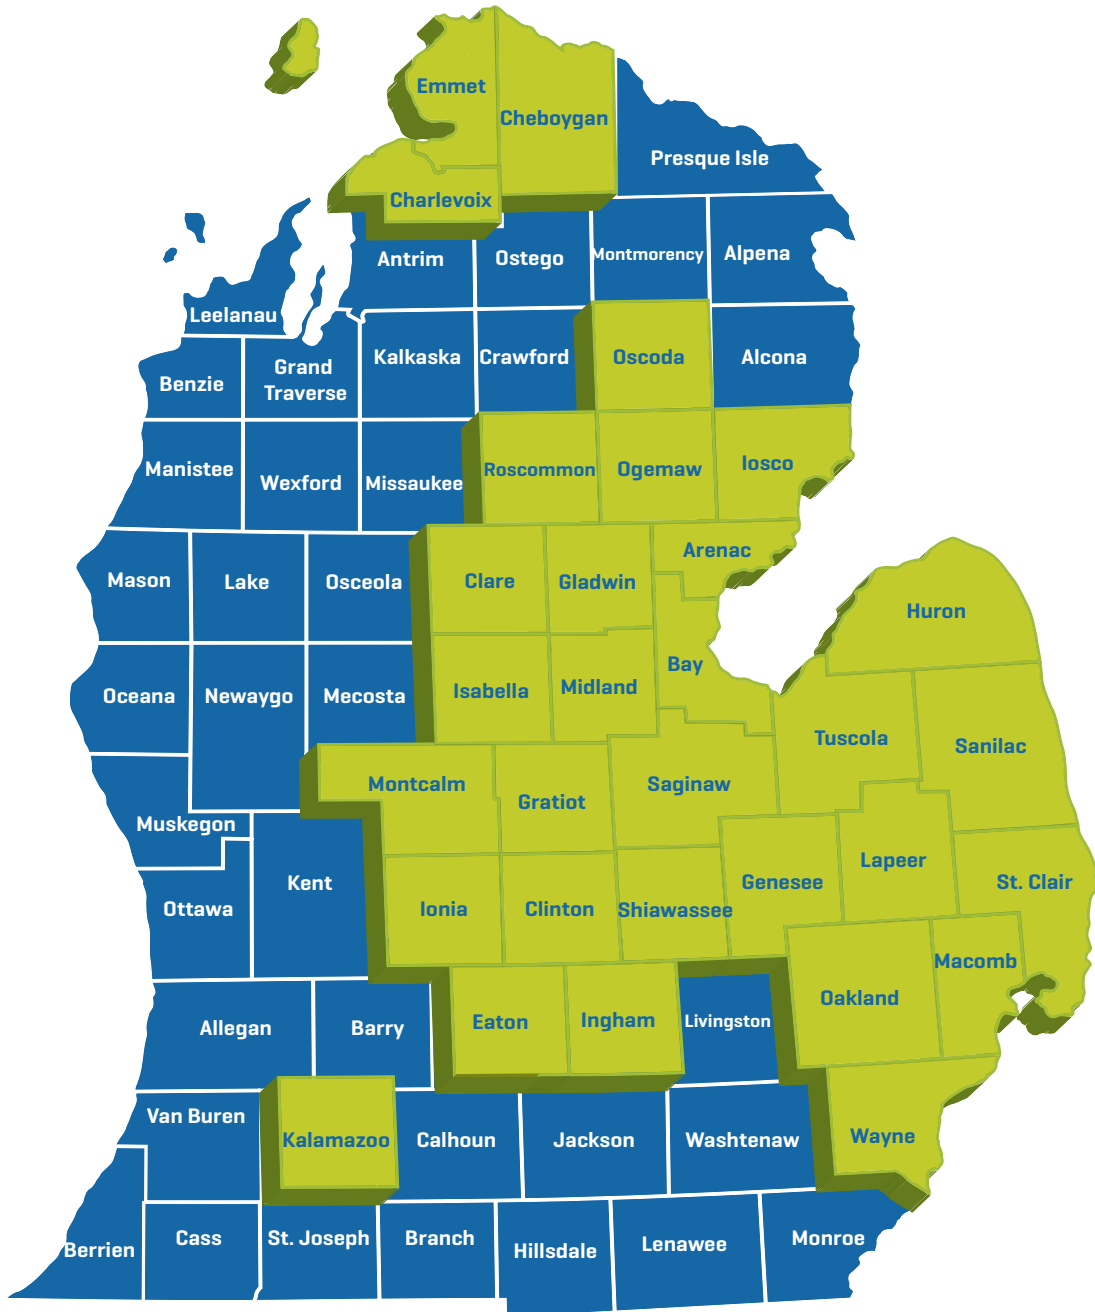 Emmet
Cheboygan
Presque Isle
Charlevoix
Antrim
Ostego
Montmorency
Alpena
Leelanau
Benzie
Grand
Traverse
Kalkaska
Crawford
Oscoda
Alcona
Manistee
Wexford
Missaukee
Roscommon
Ogemaw
Iosco
Mason
Lake
Osceola
Clare
Gladwin
Arenac
Huron
Oceana
Newaygo
Mecosta
Isabella
Midland
Bay
Tuscola
Sanilac
Muskegon
Montcalm
Gratiot
Saginaw
Ottawa
Kent
Ionia
Clinton
Shiawassee
Genesee
Lapeer
St. Clair
Allegan
Barry
Eaton
Ingham
Livingston
Oakland
Macomb
Van Buren
Kalamazoo
Calhoun
Jackson
Washtenaw
Wayne
Berrien
Cass
St. Joseph
Branch
Hillsdale
Lenawee
Monroe